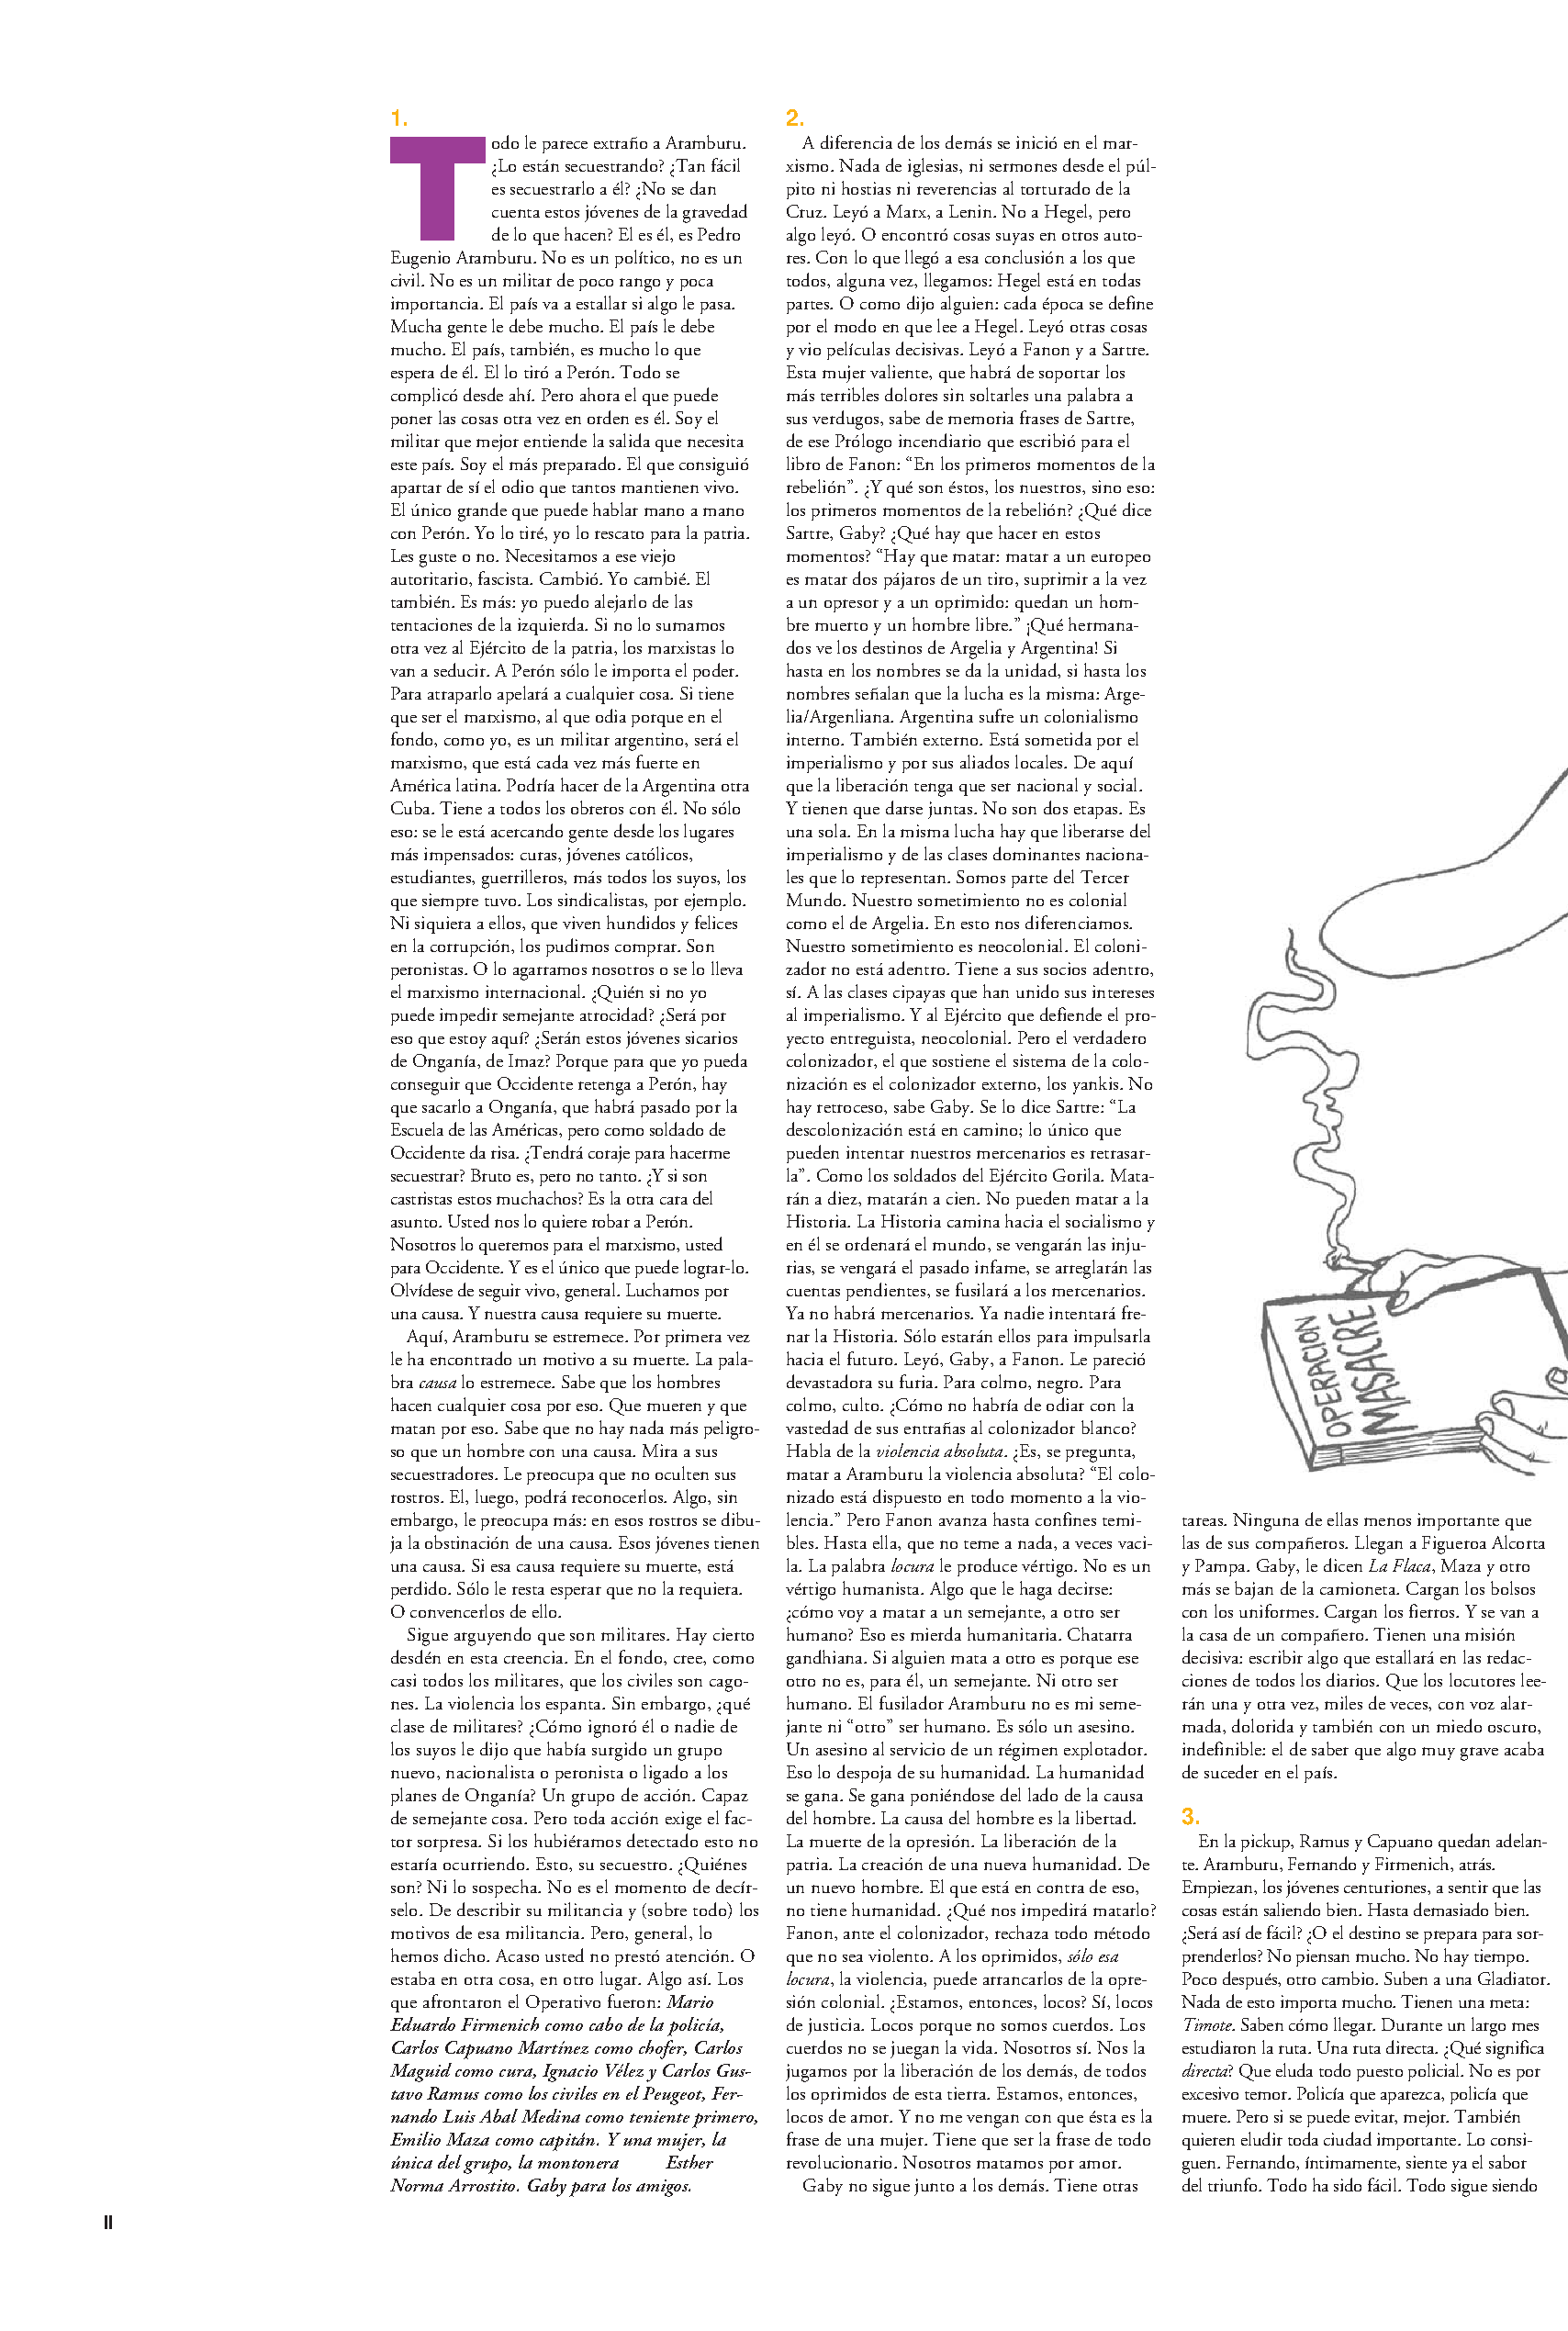 1.
Todo le parece extraño a Aramburu.
¿Lo están secuestrando? ¿Tan fácil
es secuestrarlo a él? ¿No se dan
cuenta estos jóvenes de la gravedad
de lo que hacen? El es él, es Pedro
Eugenio Aramburu. No es un político, no es un
civil. No es un militar de poco rango y poca
importancia. El país va a estallar si algo le pasa.
Mucha gente le debe mucho. El país le debe
mucho. El país, también, es mucho lo que
espera de él. El lo tiró a Perón. Todo se
complicó desde ahí. Pero ahora el que puede
poner las cosas otra vez en orden es él. Soy el
militar que mejor entiende la salida que necesita
este país. Soy el más preparado. El que consiguió
apartar de sí el odio que tantos mantienen vivo.
El único grande que puede hablar mano a mano
con Perón. Yo lo tiré, yo lo rescato para la patria.
Les guste o no. Necesitamos a ese viejo
autoritario, fascista. Cambió. Yo cambié. El
también. Es más: yo puedo alejarlo de las
tentaciones de la izquierda. Si no lo sumamos
otra vez al Ejército de la patria, los marxistas lo
van a seducir. A Perón sólo le importa el poder.
Para atraparlo apelará a cualquier cosa. Si tiene
que ser el marxismo, al que odia porque en el
fondo, como yo, es un militar argentino, será el
marxismo, que está cada vez más fuerte en
América latina. Podría hacer de la Argentina otra
Cuba. Tiene a todos los obreros con él. No sólo
eso: se le está acercando gente desde los lugares
más impensados: curas, jóvenes católicos,
estudiantes, guerrilleros, más todos los suyos, los
que siempre tuvo. Los sindicalistas, por ejemplo.
Ni siquiera a ellos, que viven hundidos y felices
en la corrupción, los pudimos comprar. Son
peronistas. O lo agarramos nosotros o se lo lleva
el marxismo internacional. ¿Quién si no yo
puede impedir semejante atrocidad? ¿Será por
eso que estoy aquí? ¿Serán estos jóvenes sicarios
de Onganía, de Imaz? Porque para que yo pueda
conseguir que Occidente retenga a Perón, hay
que sacarlo a Onganía, que habrá pasado por la
Escuela de las Américas, pero como soldado de
Occidente da risa. ¿Tendrá coraje para hacerme
secuestrar? Bruto es, pero no tanto. ¿Y si son
castristas estos muchachos? Es la otra cara del
asunto. Usted nos lo quiere robar a Perón.
Nosotros lo queremos para el marxismo, usted
para Occidente. Y es el único que puede lograr-lo.
Olvídese de seguir vivo, general. Luchamos por
una causa. Y nuestra causa requiere su muerte.
Aquí, Aramburu se estremece. Por primera vez
le ha encontrado un motivo a su muerte. La pala-
bra causa lo estremece. Sabe que los hombres
hacen cualquier cosa por eso. Que mueren y que
matan por eso. Sabe que no hay nada más peligro-
so que un hombre con una causa. Mira a sus
secuestradores. Le preocupa que no oculten sus
rostros. El, luego, podrá reconocerlos. Algo, sin
embargo, le preocupa más: en esos rostros se dibu-
ja la obstinación de una causa. Esos jóvenes tienen
una causa. Si esa causa requiere su muerte, está
perdido. Sólo le resta esperar que no la requiera.
O convencerlos de ello.
Sigue arguyendo que son militares. Hay cierto
desdén en esta creencia. En el fondo, cree, como
casi todos los militares, que los civiles son cago-
nes. La violencia los espanta. Sin embargo, ¿qué
clase de militares? ¿Cómo ignoró él o nadie de
los suyos le dijo que había surgido un grupo
nuevo, nacionalista o peronista o ligado a los
planes de Onganía? Un grupo de acción. Capaz
de semejante cosa. Pero toda acción exige el fac-
tor sorpresa. Si los hubiéramos detectado esto no
estaría ocurriendo. Esto, su secuestro. ¿Quiénes
son? Ni lo sospecha. No es el momento de decír-
selo. De describir su militancia y (sobre todo) los
motivos de esa militancia. Pero, general, lo
hemos dicho. Acaso usted no prestó atención. O
estaba en otra cosa, en otro lugar. Algo así. Los
que afrontaron el Operativo fueron: Mario
Eduardo Firmenich como cabo de la policía,
Carlos Capuano Martínez como chofer, Carlos
Maguid como cura, Ignacio Vélez y Carlos Gus-
tavo Ramus como los civiles en el Peugeot, Fer-
nando Luis Abal Medina como teniente primero,
Emilio Maza como capitán. Y una mujer, la
única del grupo, la montonera Esther
Norma Arrostito. Gaby para los amigos.
2.
A diferencia de los demás se inició en el mar-
xismo. Nada de iglesias, ni sermones desde el púl-
pito ni hostias ni reverencias al torturado de la
Cruz. Leyó a Marx, a Lenin. No a Hegel, pero
algo leyó. O encontró cosas suyas en otros auto-
res. Con lo que llegó a esa conclusión a los que
todos, alguna vez, llegamos: Hegel está en todas
partes. O como dijo alguien: cada época se define
por el modo en que lee a Hegel. Leyó otras cosas
y vio películas decisivas. Leyó a Fanon y a Sartre.
Esta mujer valiente, que habrá de soportar los
más terribles dolores sin soltarles una palabra a
sus verdugos, sabe de memoria frases de Sartre,
de ese Prólogo incendiario que escribió para el
libro de Fanon: “En los primeros momentos de la
rebelión”. ¿Y qué son éstos, los nuestros, sino eso:
los primeros momentos de la rebelión? ¿Qué dice
Sartre, Gaby? ¿Qué hay que hacer en estos
momentos? “Hay que matar: matar a un europeo
es matar dos pájaros de un tiro, suprimir a la vez
a un opresor y a un oprimido: quedan un hom-
bre muerto y un hombre libre.” ¡Qué hermana-
dos ve los destinos de Argelia y Argentina! Si
hasta en los nombres se da la unidad, si hasta los
nombres señalan que la lucha es la misma: Arge-
lia/Argenliana. Argentina sufre un colonialismo
interno. También externo. Está sometida por el
imperialismo y por sus aliados locales. De aquí
que la liberación tenga que ser nacional y social.
Y tienen que darse juntas. No son dos etapas. Es
una sola. En la misma lucha hay que liberarse del
imperialismo y de las clases dominantes naciona-
les que lo representan. Somos parte del Tercer
Mundo. Nuestro sometimiento no es colonial
como el de Argelia. En esto nos diferenciamos.
Nuestro sometimiento es neocolonial. El coloni-
zador no está adentro. Tiene a sus socios adentro,
sí. A las clases cipayas que han unido sus intereses
al imperialismo. Y al Ejército que defiende el pro-
yecto entreguista, neocolonial. Pero el verdadero
colonizador, el que sostiene el sistema de la colo-
nización es el colonizador externo, los yankis. No
hay retroceso, sabe Gaby. Se lo dice Sartre: “La
descolonización está en camino; lo único que
pueden intentar nuestros mercenarios es retrasar-
la”. Como los soldados del Ejército Gorila. Mata-
rán a diez, matarán a cien. No pueden matar a la
Historia. La Historia camina hacia el socialismo y
en él se ordenará el mundo, se vengarán las inju-
rias, se vengará el pasado infame, se arreglarán las
cuentas pendientes, se fusilará a los mercenarios.
Ya no habrá mercenarios. Ya nadie intentará fre-
nar la Historia. Sólo estarán ellos para impulsarla
hacia el futuro. Leyó, Gaby, a Fanon. Le pareció
devastadora su furia. Para colmo, negro. Para
colmo, culto. ¿Cómo no habría de odiar con la
vastedad de sus entrañas al colonizador blanco?
Habla de la violencia absoluta. ¿Es, se pregunta,
matar a Aramburu la violencia absoluta? “El colo-
nizado está dispuesto en todo momento a la vio-
lencia.” Pero Fanon avanza hasta confines temi-
bles. Hasta ella, que no teme a nada, a veces vaci-
la. La palabra locura le produce vértigo. No es un
vértigo humanista. Algo que le haga decirse:
¿cómo voy a matar a un semejante, a otro ser
humano? Eso es mierda humanitaria. Chatarra
gandhiana. Si alguien mata a otro es porque ese
otro no es, para él, un semejante. Ni otro ser
humano. El fusilador Aramburu no es mi seme-
jante ni “otro” ser humano. Es sólo un asesino.
Un asesino al servicio de un régimen explotador.
Eso lo despoja de su humanidad. La humanidad
se gana. Se gana poniéndose del lado de la causa
del hombre. La causa del hombre es la libertad.
La muerte de la opresión. La liberación de la
patria. La creación de una nueva humanidad. De
un nuevo hombre. El que está en contra de eso,
no tiene humanidad. ¿Qué nos impedirá matarlo?
Fanon, ante el colonizador, rechaza todo método
que no sea violento. A los oprimidos, sólo esa
locura, la violencia, puede arrancarlos de la opre-
sión colonial. ¿Estamos, entonces, locos? Sí, locos
de justicia. Locos porque no somos cuerdos. Los
cuerdos no se juegan la vida. Nosotros sí. Nos la
jugamos por la liberación de los demás, de todos
los oprimidos de esta tierra. Estamos, entonces,
locos de amor. Y no me vengan con que ésta es la
frase de una mujer. Tiene que ser la frase de todo
revolucionario. Nosotros matamos por amor.
Gaby no sigue junto a los demás. Tiene otras
OPERACION
MASACRE
tareas. Ninguna de ellas menos importante que
las de sus compañeros. Llegan a Figueroa Alcorta
y Pampa. Gaby, le dicen La Flaca, Maza y otro
más se bajan de la camioneta. Cargan los bolsos
con los uniformes. Cargan los fierros. Y se van a
la casa de un compañero. Tienen una misión
decisiva: escribir algo que estallará en las redac-
ciones de todos los diarios. Que los locutores lee-
rán una y otra vez, miles de veces, con voz alar-
mada, dolorida y también con un miedo oscuro,
indefinible: el de saber que algo muy grave acaba
de suceder en el país.
3.
En la pickup, Ramus y Capuano quedan adelan-
te. Aramburu, Fernando y Firmenich, atrás.
Empiezan, los jóvenes centuriones, a sentir que las
cosas están saliendo bien. Hasta demasiado bien.
¿Será así de fácil? ¿O el destino se prepara para sor-
prenderlos? No piensan mucho. No hay tiempo.
Poco después, otro cambio. Suben a una Gladiator.
Nada de esto importa mucho. Tienen una meta:
Timote. Saben cómo llegar. Durante un largo mes
estudiaron la ruta. Una ruta directa. ¿Qué significa
directa? Que eluda todo puesto policial. No es por
excesivo temor. Policía que aparezca, policía que
muere. Pero si se puede evitar, mejor. También
quieren eludir toda ciudad importante. Lo consi-
guen. Fernando, íntimamente, siente ya el sabor
del triunfo. Todo ha sido fácil. Todo sigue siendo
II